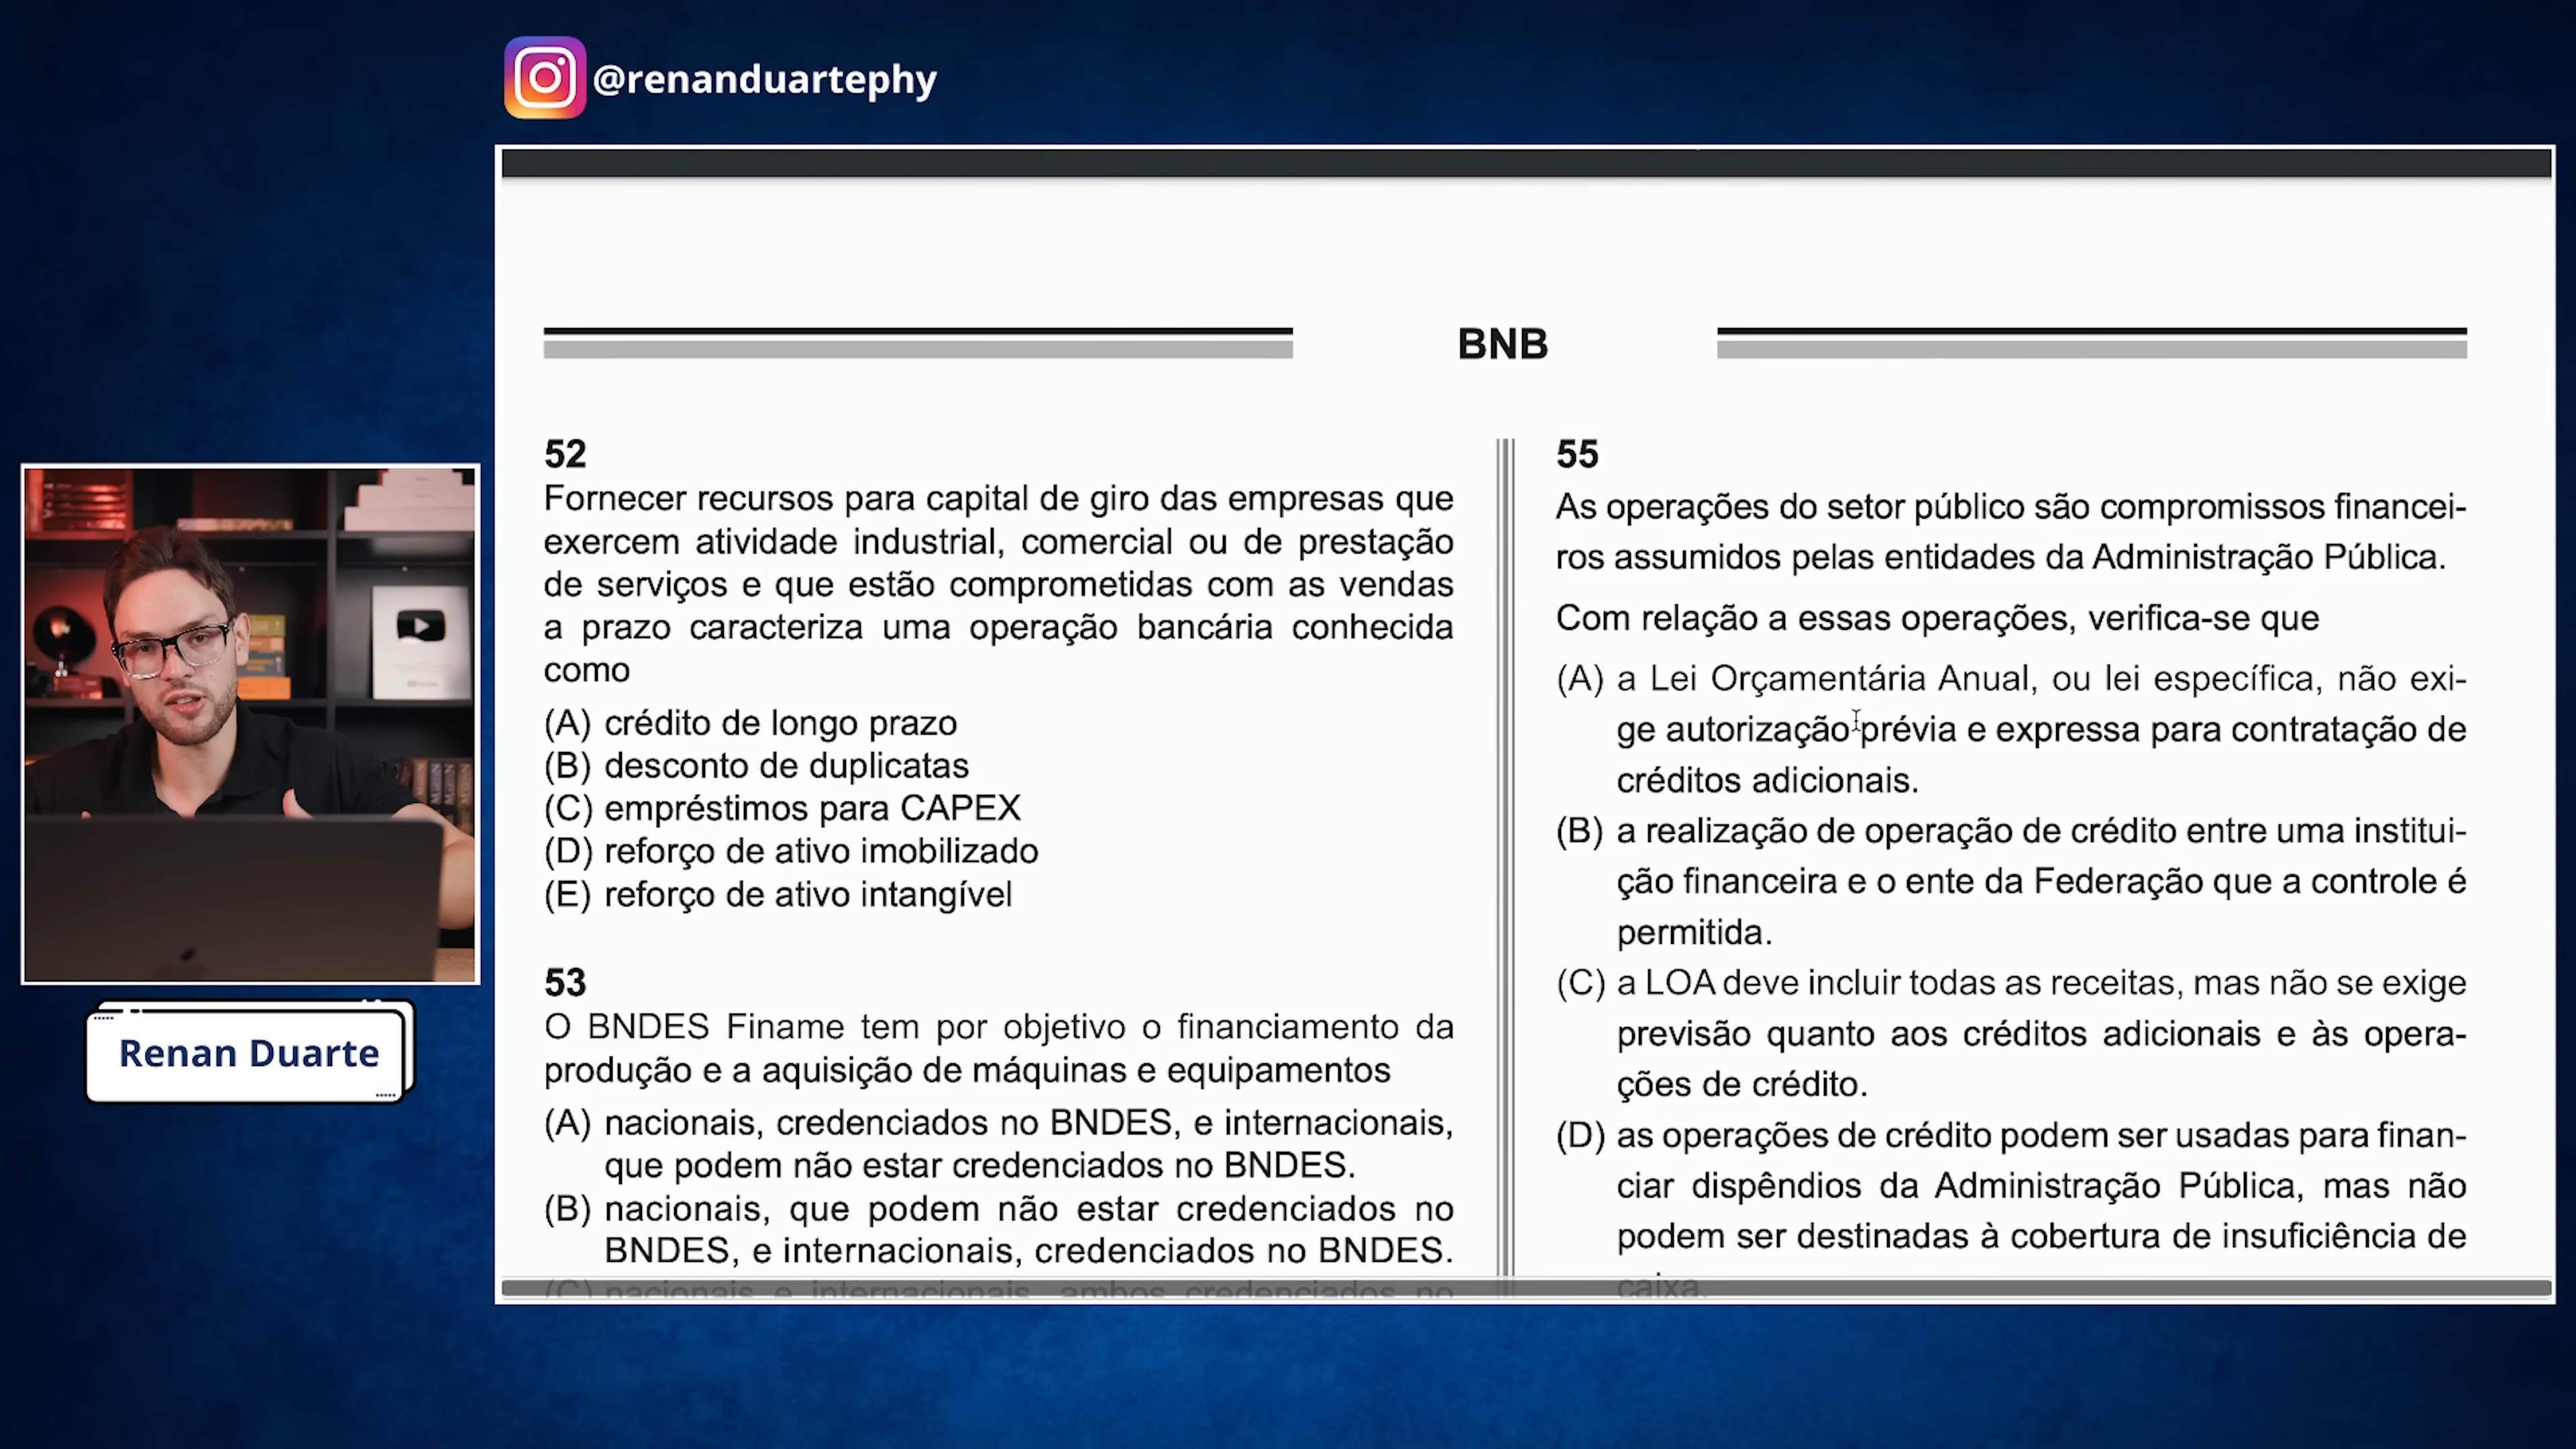 @renanduartephy
BNB
52
Fornecer recursos para capital de giro das empresas que
exercem atividade industrial, comercial ou de prestação
de serviços e que estão comprometidas com as vendas
a prazo caracteriza uma operação bancária conhecida
como
(A) crédito de longo prazo
(B) desconto de duplicatas
(C) empréstimos para CAPEX
(D) reforço de ativo imobilizado
(E) reforço de ativo intangível
53
O BNDES Finame tem por objetivo o financiamento da
produção e a aquisição de máquinas e equipamentos
(A) nacionais, credenciados no BNDES, e internacionais,
que podem não estar credenciados no BNDES.
(B) nacionais, que podem não estar credenciados no
BNDES, e internacionais, credenciados no BNDES.
(C) nacionais e internacionais, ambos credenciados no
55
As operações do setor público são compromissos financei-
ros assumidos pelas entidades da Administração Pública.
Com relação a essas operações, verifica-se que
(A) a Lei Orçamentária Anual, ou lei específica, não exi-
ge autorização prévia e expressa para contratação de
créditos adicionais.
(B) a realização de operação de crédito entre uma institui-
ção financeira e o ente da Federação que a controle é
permitida.
(C) a LOA deve incluir todas as receitas, mas não se exige
previsão quanto aos créditos adicionais e às opera-
ções de crédito.
(D) as operações de crédito podem ser usadas para finan-
ciar dispêndios da Administração Pública, mas não
podem ser destinadas à cobertura de insuficiência de
caixa.
Renan Duarte